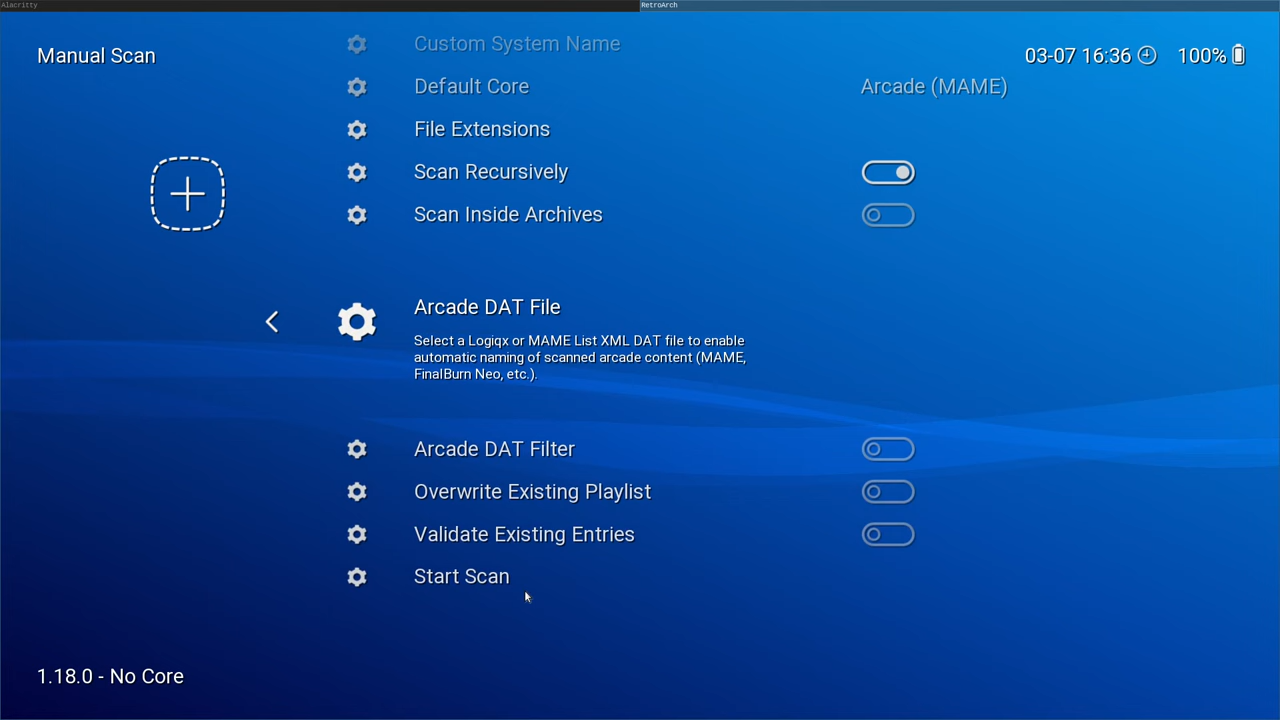 Alacritty
RetroArch
Custom System Name
Manual Scan
03-07 16:36
100%
Default Core
Arcade (MAME)
File Extensions
Scan Recursively
Scan Inside Archives
Arcade DAT File
Select a Logiqx or MAME List XML DAT file to enable
automatic naming of scanned arcade content (MAME,
FinalBurn Neo, etc.).
Arcade DAT Filter
Overwrite Existing Playlist
Validate Existing Entries
Start Scan
1.18.0 - No Core